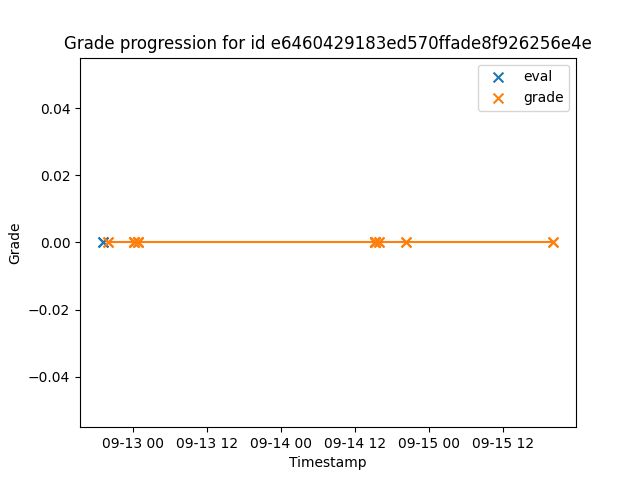 Grade progression for id e6460429183ed570ffade8f926256e4e
eval
grade
0.04
0.02
0.00
−0.02
−0.04
Grade
09-13 00 09-13 12 09-14 00 09-14 12 09-15 00 09-15 12
Timestamp